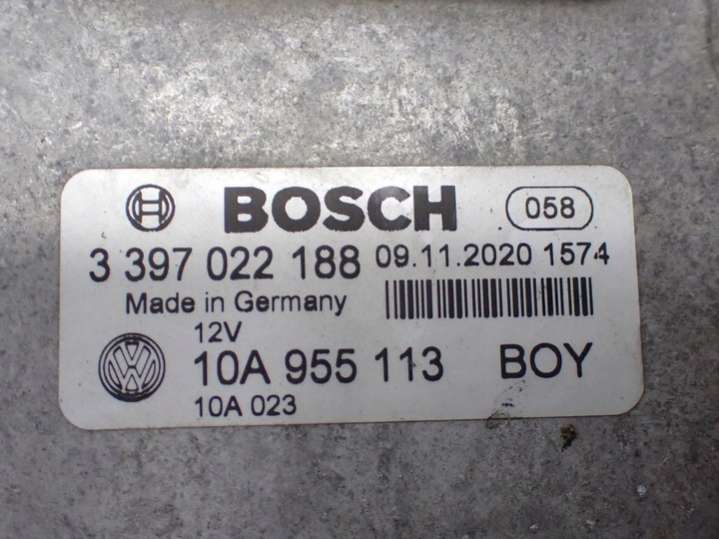 BOSCH 058
3 397 022 188 09.11.2020 1574
Made in Germany
12V
10A 955 113 BOY
10A 023